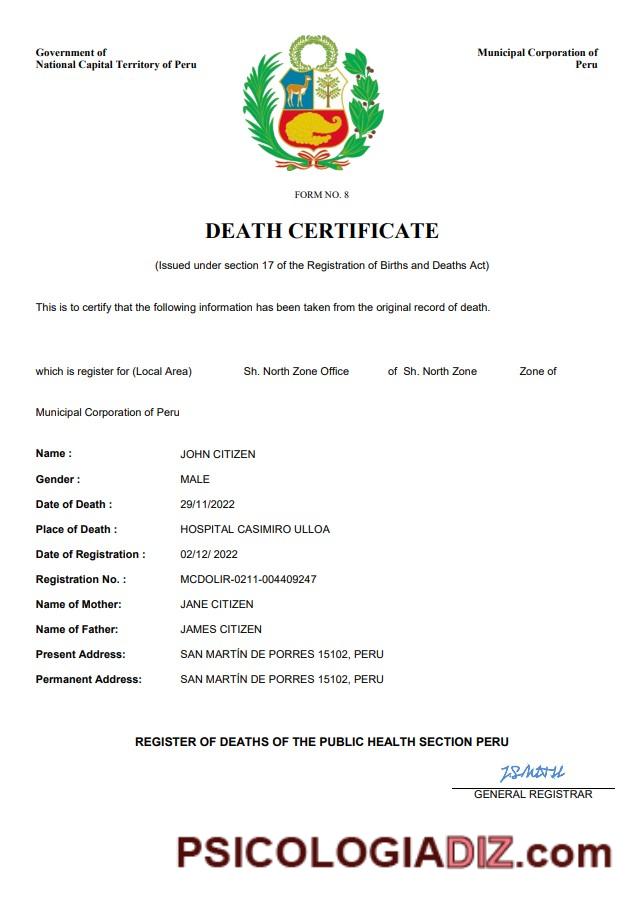 Government of
National Capital Territory of Peru
Municipal Corporation of
Peru
FORM NO. 8
DEATH CERTIFICATE
(Issued under section 17 of the Registration of Births and Deaths Act)
This is to certify that the following information has been taken from the original record of death.
which is register for (Local Area) Sh. North Zone Office of Sh. North Zone Zone of
Municipal Corporation of Peru
Name : JOHN CITIZEN
Gender : MALE
Date of Death : 29/11/2022
Place of Death : HOSPITAL CASIMIRO ULLOA
Date of Registration : 02/12/ 2022
Registration No. : MCDOLIR-0211-004409247
Name of Mother: JANE CITIZEN
Name of Father: JAMES CITIZEN
Present Address: SAN MARTÍN DE PORRES 15102, PERU
Permanent Address: SAN MARTÍN DE PORRES 15102, PERU
REGISTER OF DEATHS OF THE PUBLIC HEALTH SECTION PERU
GENERAL REGISTRAR
PSICOLOGIADIZ.com